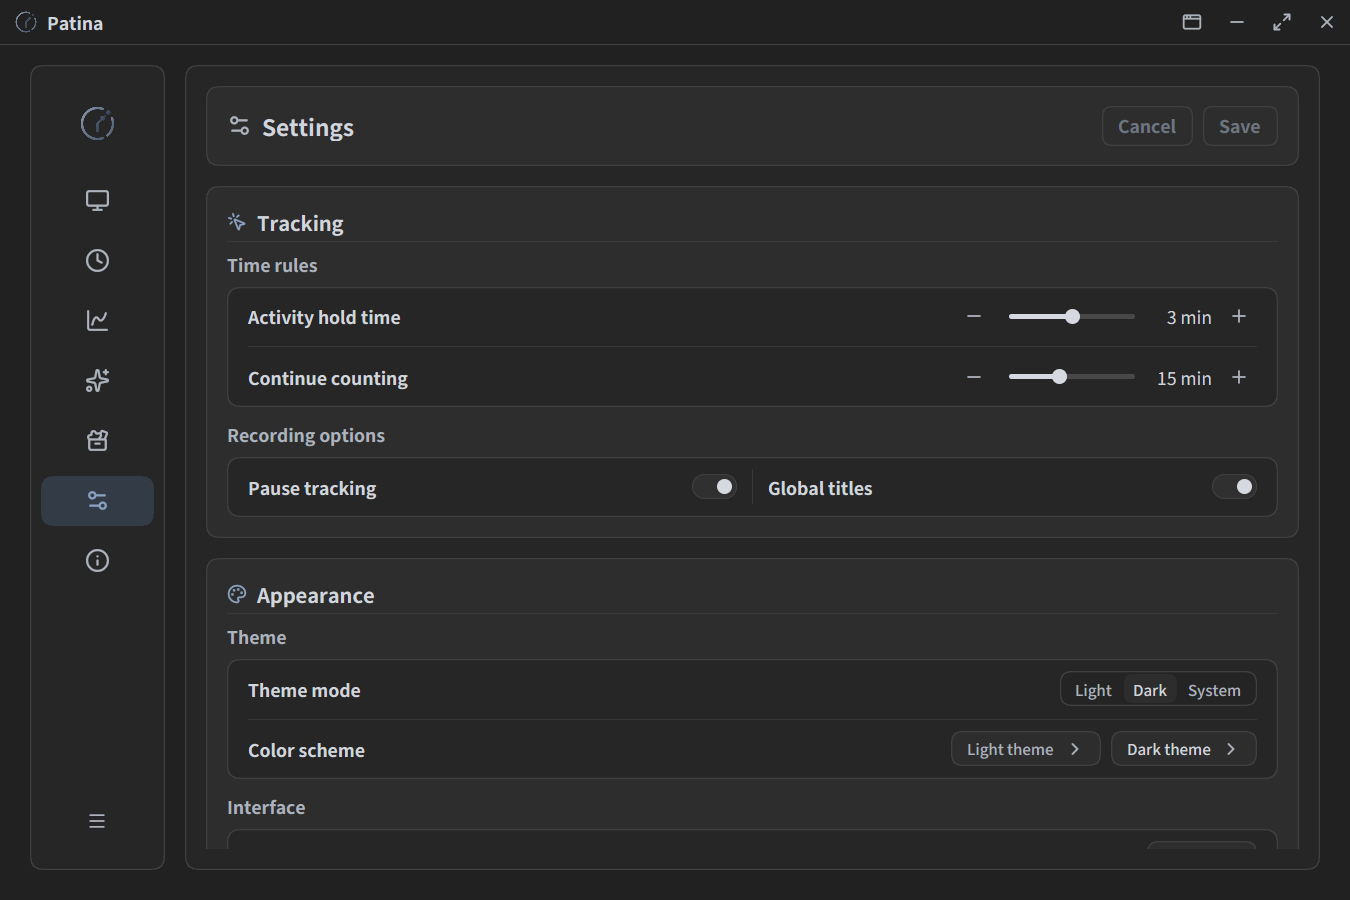 Patina
Settings
Cancel
Save
Tracking
Time rules
Activity hold time
3 min
Continue counting
15 min
Recording options
Pause tracking
Global titles
Appearance
Theme
Theme mode
Light
Dark
System
Color scheme
Light theme
Dark theme
Interface